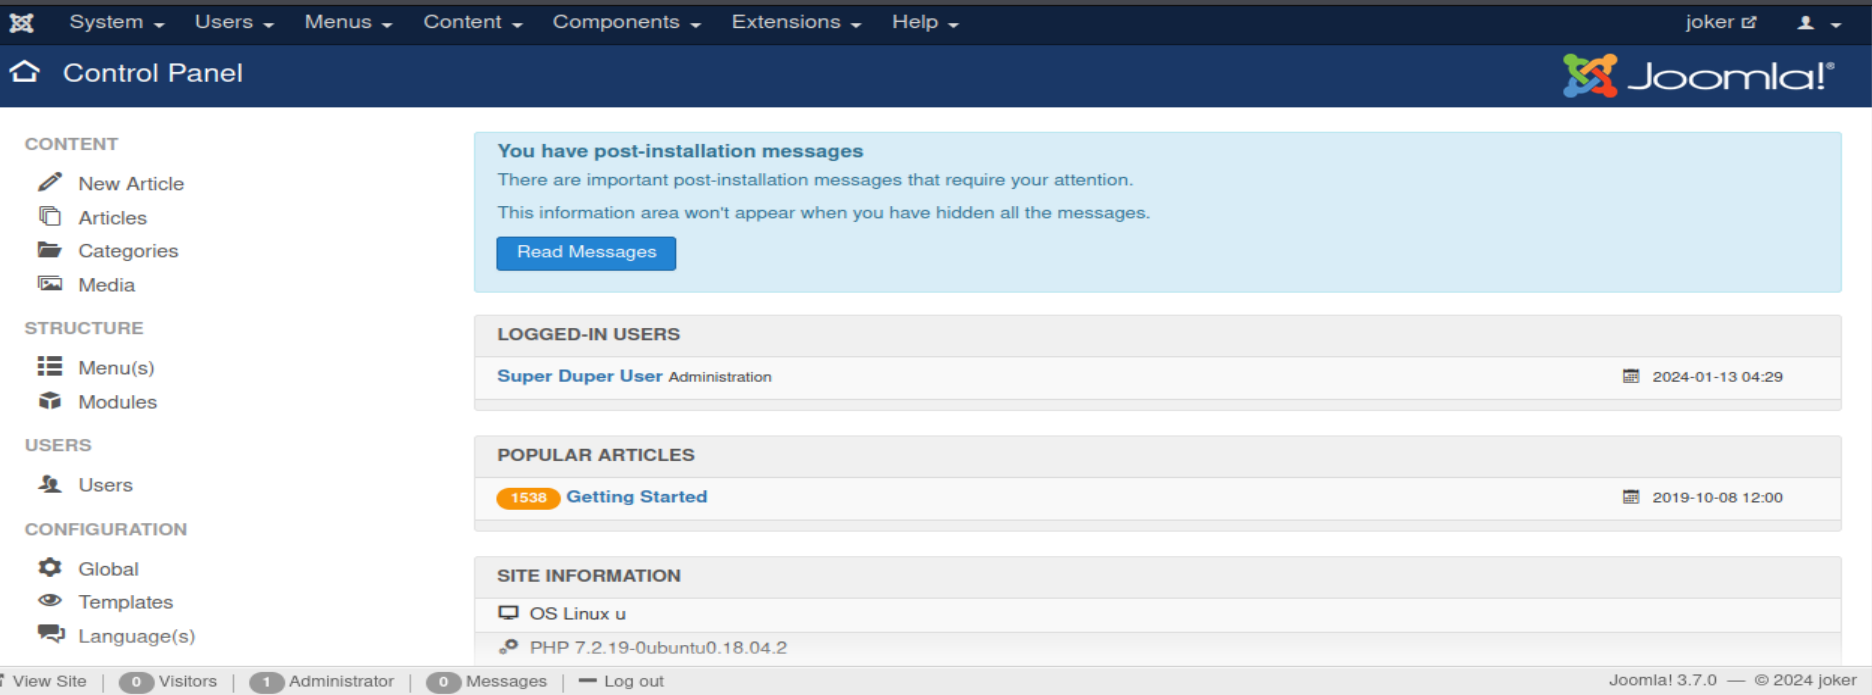 System Users Menus Content Components Extensions Help joker
Control Panel
Joomla!®
CONTENT
New Article
Articles
Categories
Media
STRUCTURE
Menu(s)
Modules
USERS
Users
CONFIGURATION
Global
Templates
Language(s)
You have post-installation messages
There are important post-installation messages that require your attention.
This information area won't appear when you have hidden all the messages.
Read Messages
LOGGED-IN USERS
Super Duper User Administration 2024-01-13 04:29
POPULAR ARTICLES
1538 Getting Started 2019-10-08 12:00
SITE INFORMATION
OS Linux u
PHP 7.2.19-0ubuntu0.18.04.2
View Site | 0 Visitors | 1 Administrator | 0 Messages | Log out Joomla! 3.7.0 — © 2024 joker